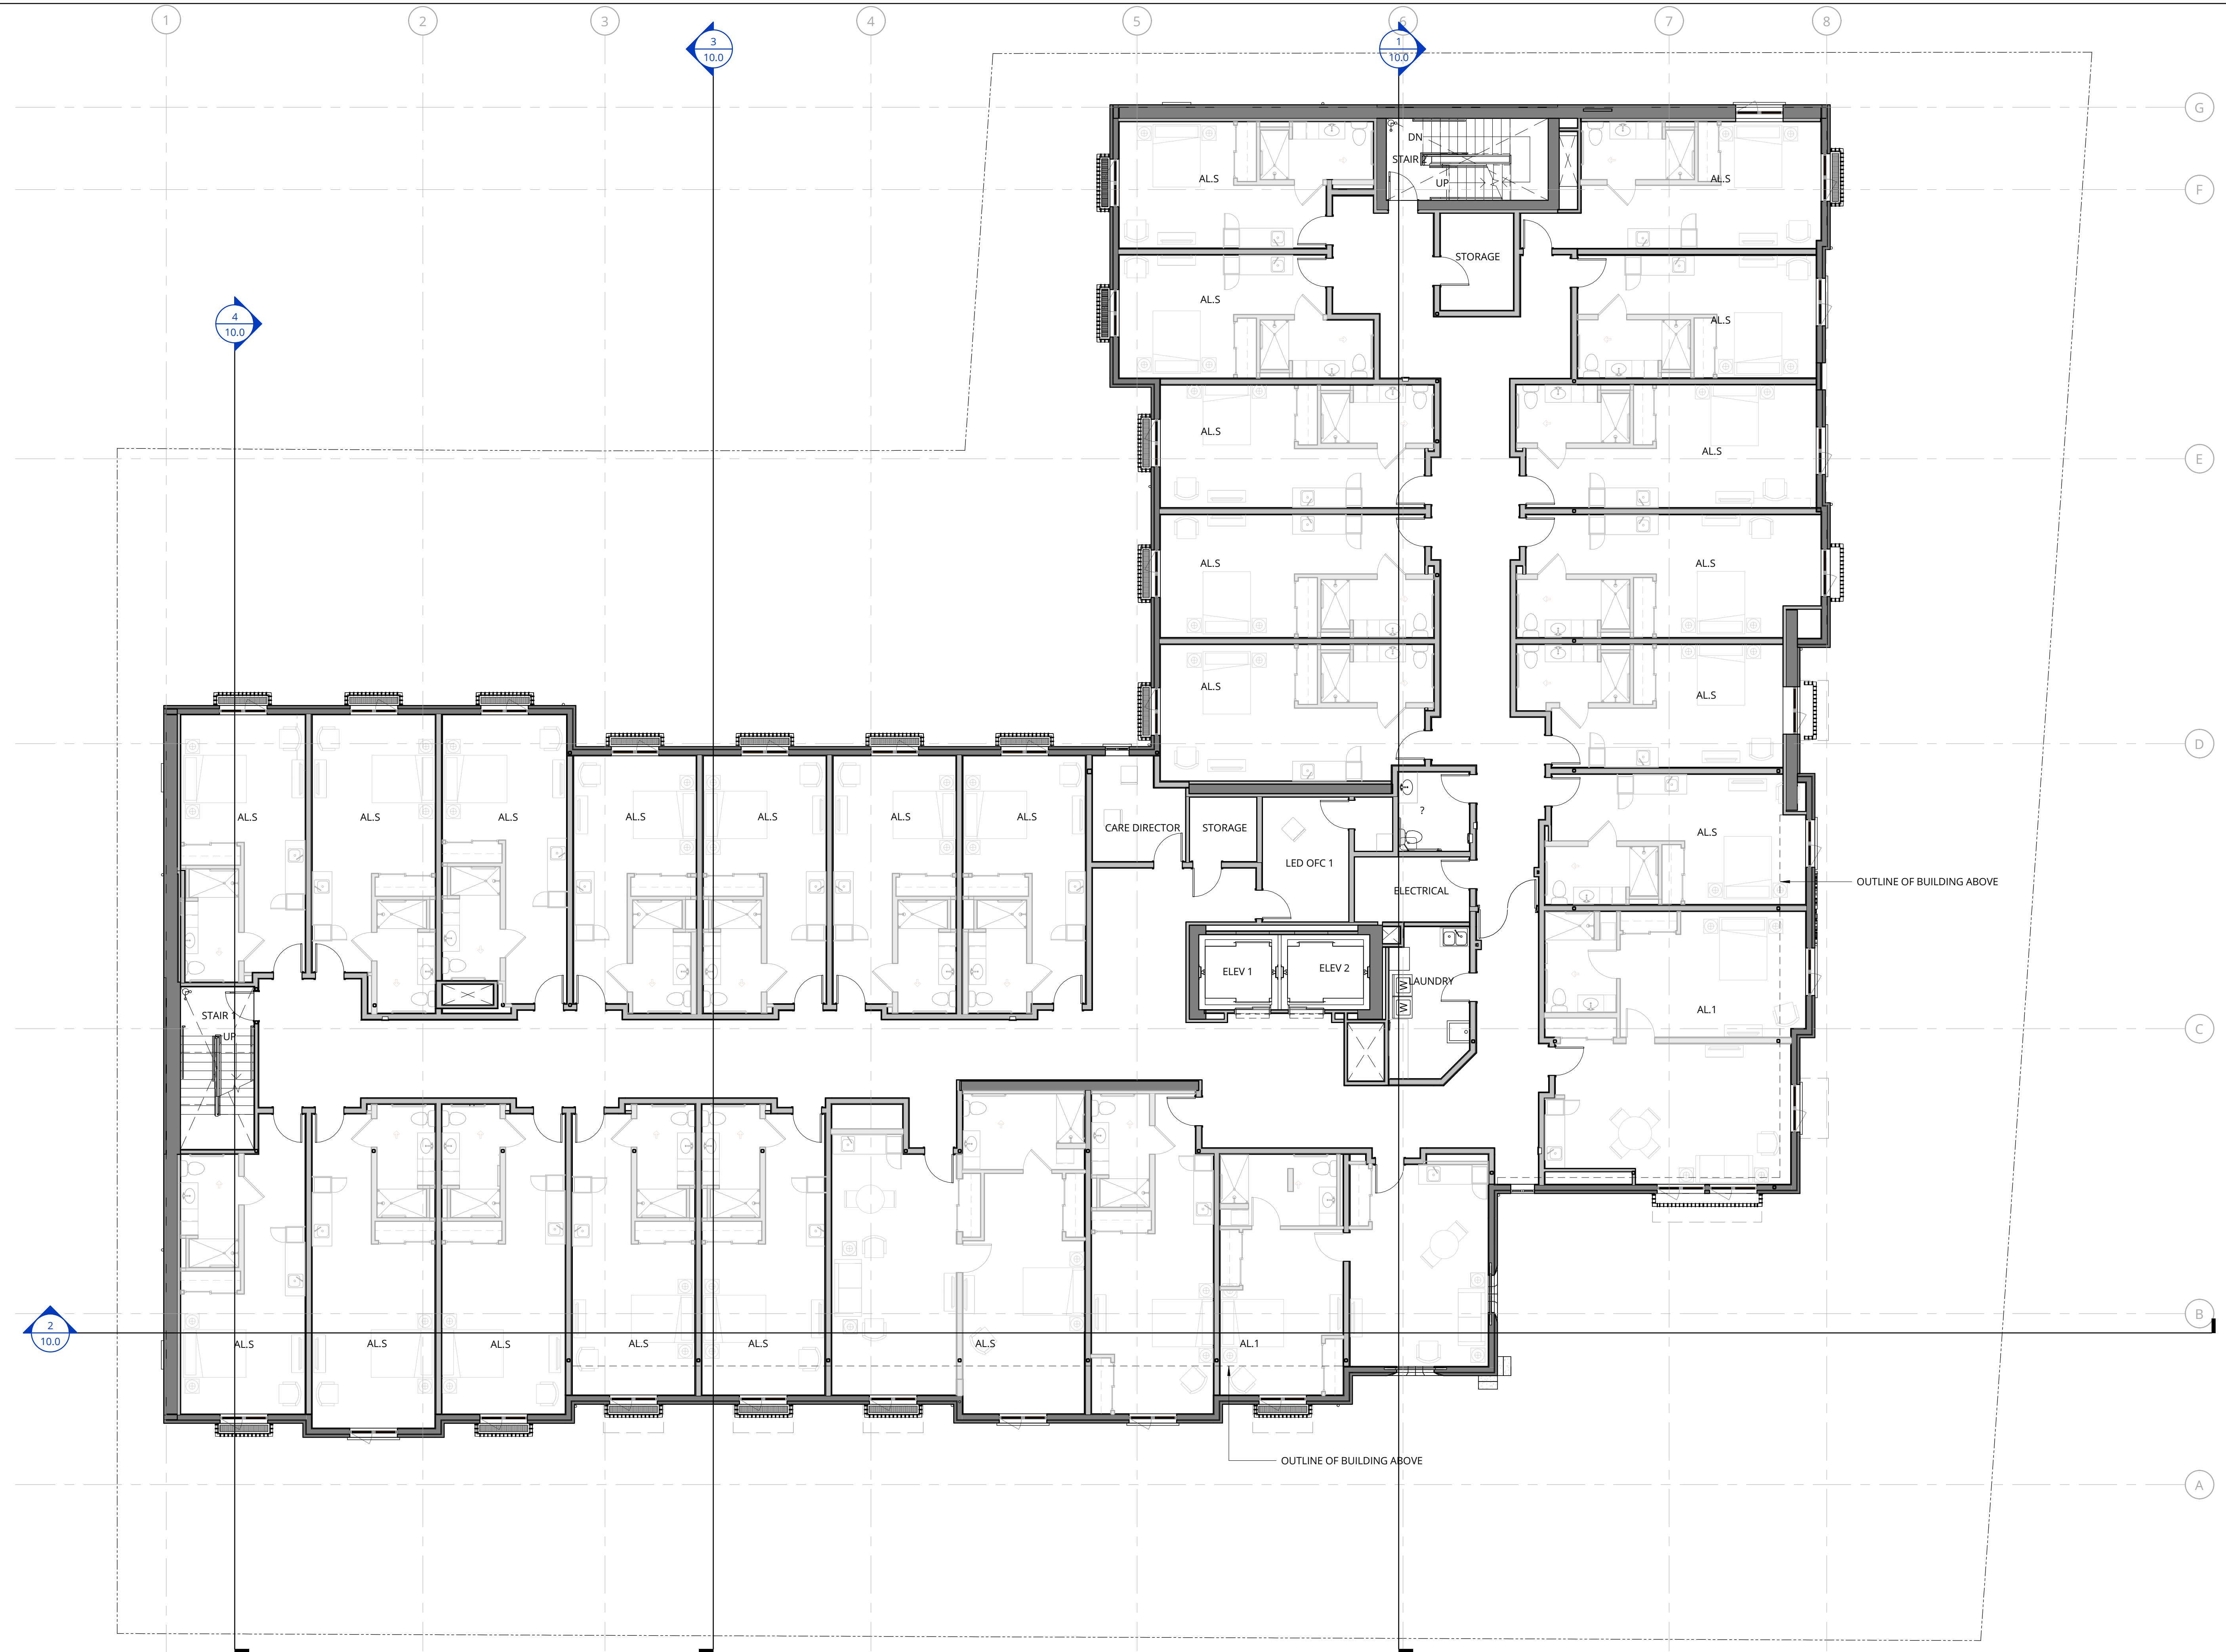 1 2 3 4 5 6 7 8
3
10.0
1
10.0
G
DN
STAIR 2
AL.S
AL.S
UP
F
STORAGE
AL.S
4
10.0
AL.S
AL.S
AL.S
E
AL.S
AL.S
AL.S
AL.S
D
?
AL.S
AL.S
AL.S
AL.S
AL.S
AL.S
AL.S
CARE DIRECTOR
STORAGE
AL.S
LED OFC 1
OUTLINE OF BUILDING ABOVE
ELECTRICAL
ELEV 1
ELEV 2
LAUNDRY
W
W
AL.1
STAIR 1
UP
C
B
2
10.0
AL.S
AL.S
AL.S
AL.S
AL.S
AL.S
AL.1
OUTLINE OF BUILDING ABOVE
A